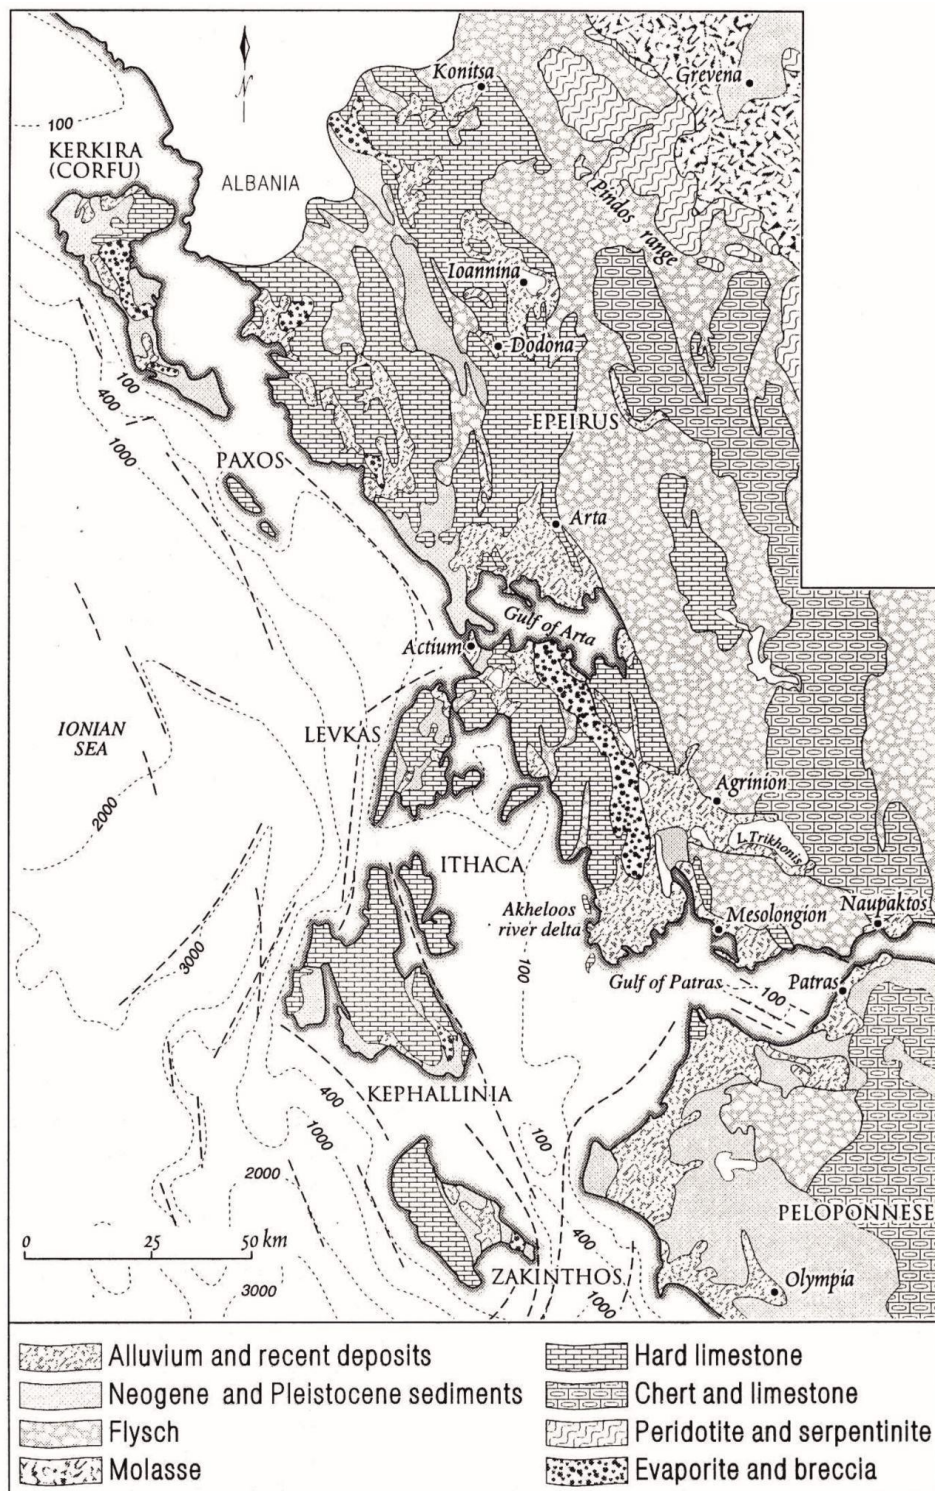 N
Konitsa
Grevena
100
KERKIRA
(CORFU)
ALBANIA
Pindos
range
Ioannina
Dodona
100
400
1000
EPEIRUS
PAXOS
Arta
Gulf of Arta
Actium
IONIAN
SEA
LEVKAS
2000
Agrinion
L. Trikhonis
ITHACA
Akheloos
river delta
Mesolongion
Naupaktos
3000
100
Gulf of Patras
100
Patras
KEPHALLINIA
400
1000
100
2000
PELOPONNESE
0 25 50 km
400
ZAKINTHOS
3000
1000
Olympia
Alluvium and recent deposits
Hard limestone
Neogene and Pleistocene sediments
Chert and limestone
Flysch
Peridotite and serpentinite
Molasse
Evaporite and breccia